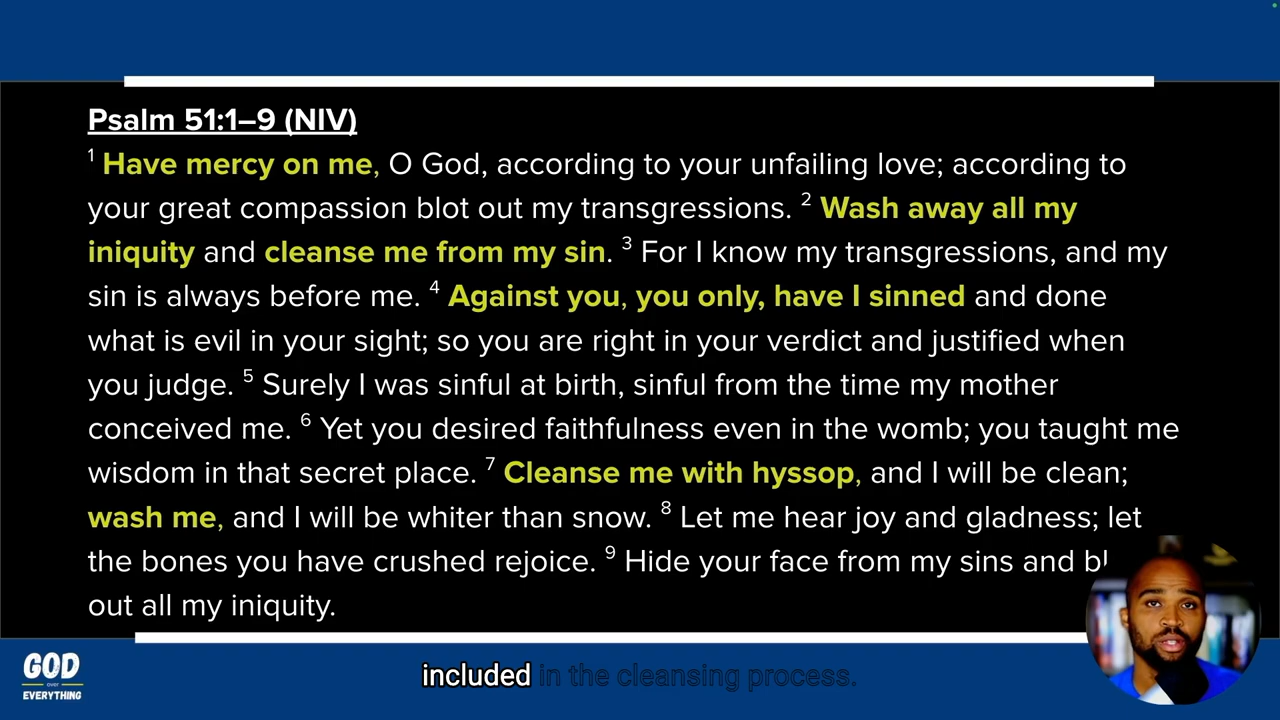 Psalm 51:1–9 (NIV)
1 Have mercy on me, O God, according to your unfailing love; according to
your great compassion blot out my transgressions. 2 Wash away all my
iniquity and cleanse me from my sin. 3 For I know my transgressions, and my
sin is always before me. 4 Against you, you only, have I sinned and done
what is evil in your sight; so you are right in your verdict and justified when
you judge. 5 Surely I was sinful at birth, sinful from the time my mother
conceived me. 6 Yet you desired faithfulness even in the womb; you taught me
wisdom in that secret place. 7 Cleanse me with hyssop, and I will be clean;
wash me, and I will be whiter than snow. 8 Let me hear joy and gladness; let
the bones you have crushed rejoice. 9 Hide your face from my sins and
out all my iniquity.
GOD
over
EVERYTHING
included in the cleansing process.